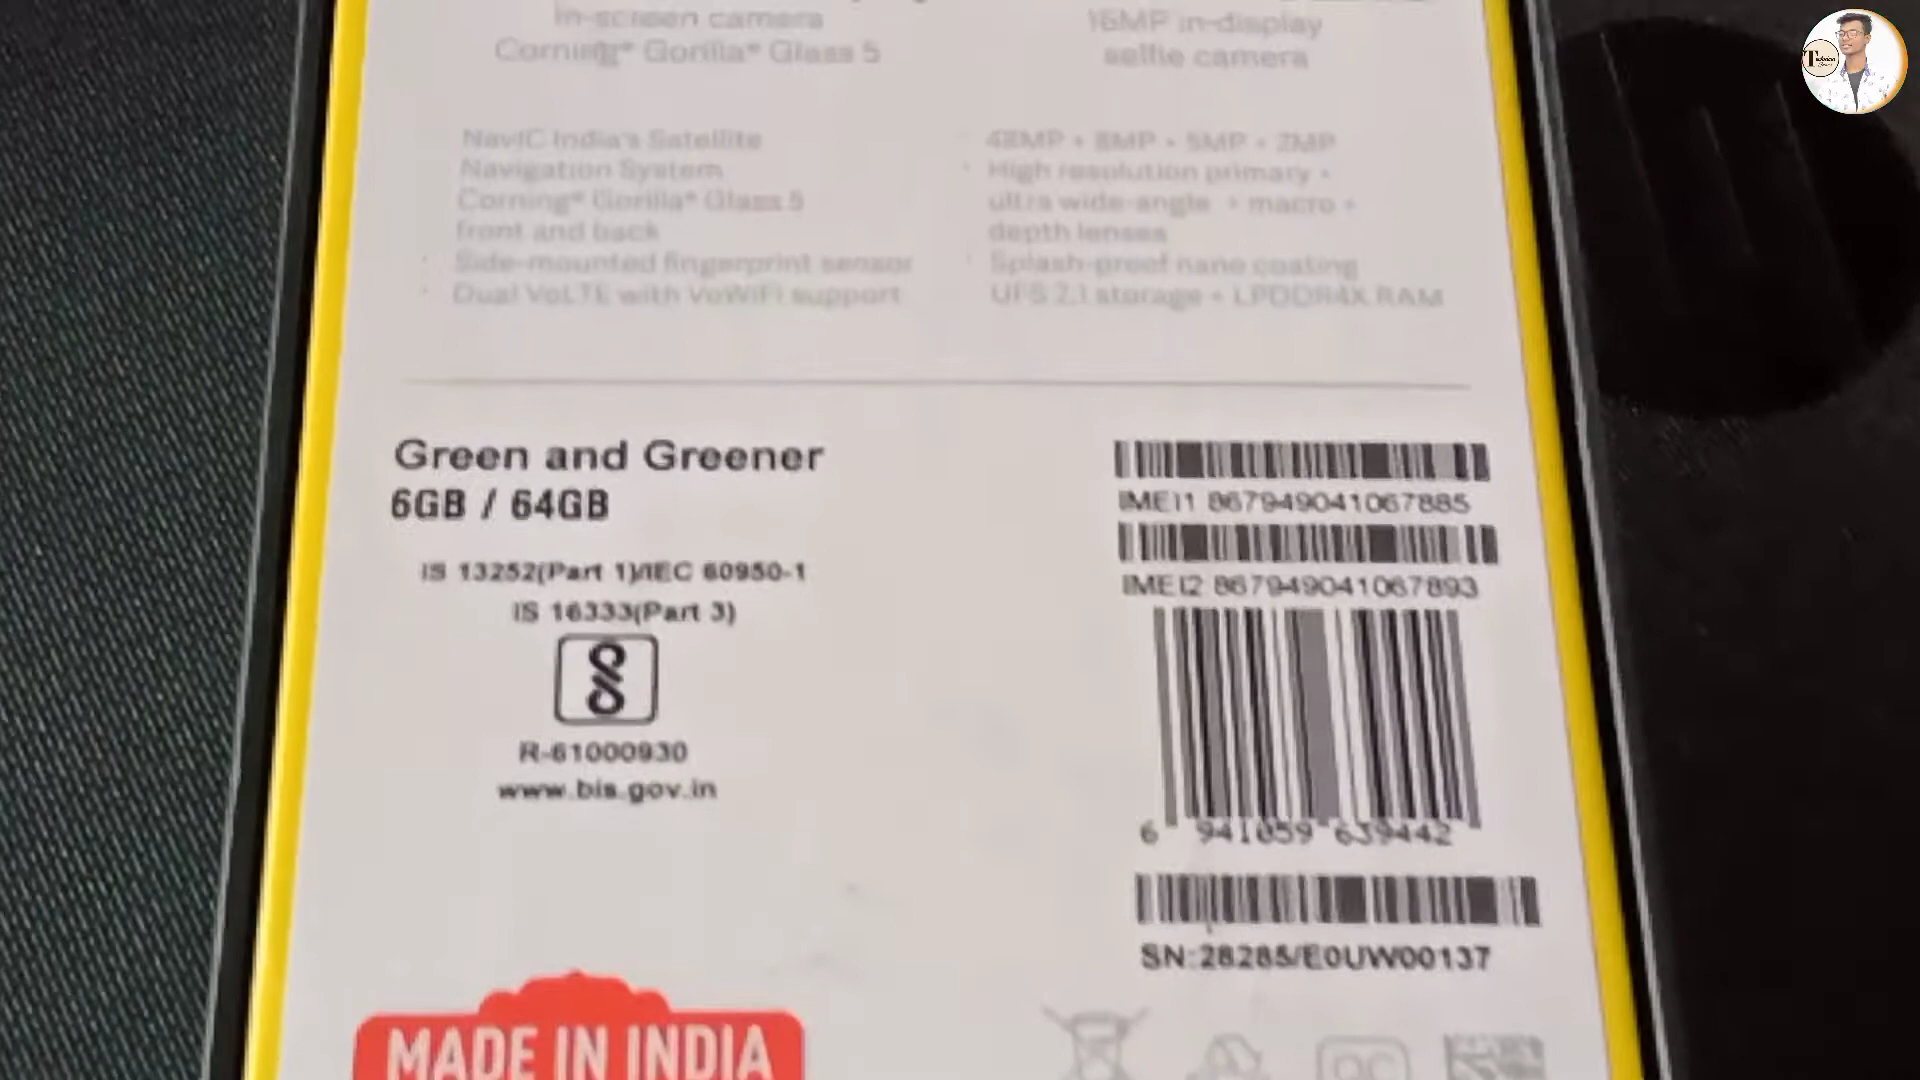 in-screen camera
Corning® Gorilla® Glass 5
16MP in-display
selfie camera
NavIC India's Satellite
Navigation System
Corning® Gorilla® Glass 5
front and back
Side-mounted fingerprint sensor
Dual VoLTE with VoWiFi support
48MP + 8MP + 5MP + 2MP
High resolution primary +
ultra wide-angle + macro +
depth lenses
Splash-proof nano coating
UFS 2.1 storage + LPDDR4X RAM
Green and Greener
6GB / 64GB
IS 13252(Part 1)/IEC 60950-1
IS 16333(Part 3)
R-61000930
www.bis.gov.in
IMEI1 867949041067885
IMEI2 867949041067893
6 941059 639442
SN:28285/E0UW00137
MADE IN INDIA